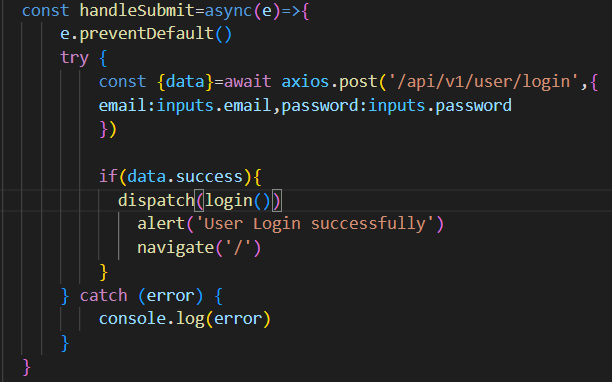 const handleSubmit=async(e)=>{
e.preventDefault()
try {
const {data}=await axios.post('/api/v1/user/login',{
email:inputs.email,password:inputs.password
})
if(data.success){
dispatch(login())
alert('User Login successfully')
navigate('/')
}
} catch (error) {
console.log(error)
}
}